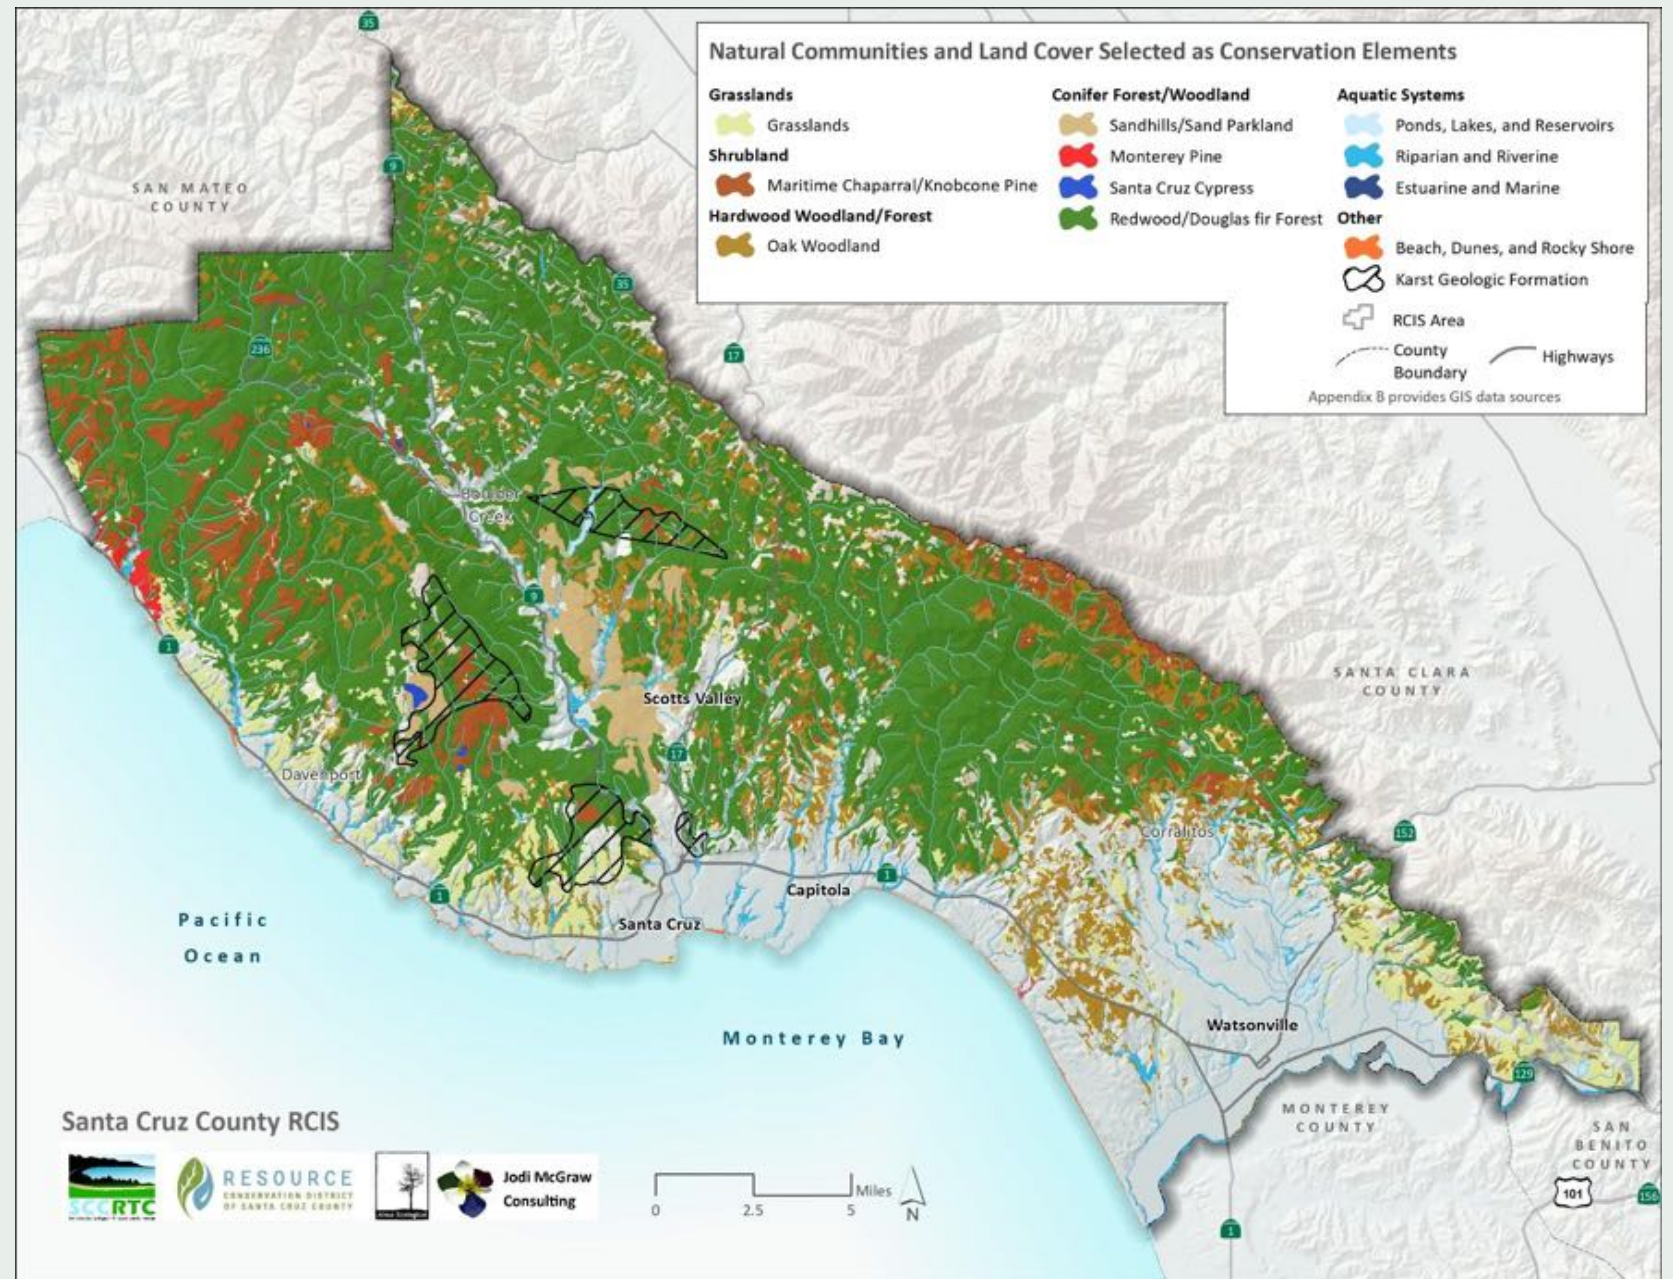 Natural Communities and Land Cover Selected as Conservation Elements
Grasslands
Grasslands
Shrubland
Maritime Chaparral/Knobcone Pine
Hardwood Woodland/Forest
Oak Woodland
Conifer Forest/Woodland
Sandhills/Sand Parkland
Monterey Pine
Santa Cruz Cypress
Redwood/Douglas fir Forest
Aquatic Systems
Ponds, Lakes, and Reservoirs
Riparian and Riverine
Estuarine and Marine
Other
Beach, Dunes, and Rocky Shore
Karst Geologic Formation
RCIS Area
County
Boundary
Highways
Appendix B provides GIS data sources
35
9
SAN MATEO
COUNTY
35
236
17
Boulder
Creek
9
1
SANTA CLARA
COUNTY
Scotts Valley
17
Davenport
Corralitos
152
1
Capitola
1
Santa Cruz
Pacific
Ocean
Watsonville
Monterey Bay
129
MONTEREY
COUNTY
SAN
BENITO
COUNTY
101
156
1
Santa Cruz County RCIS
SCCRTC
RESOURCE
CONSERVATION DISTRICT
OF SANTA CRUZ COUNTY
Jodi McGraw
Consulting
Miles
0 2.5 5
N